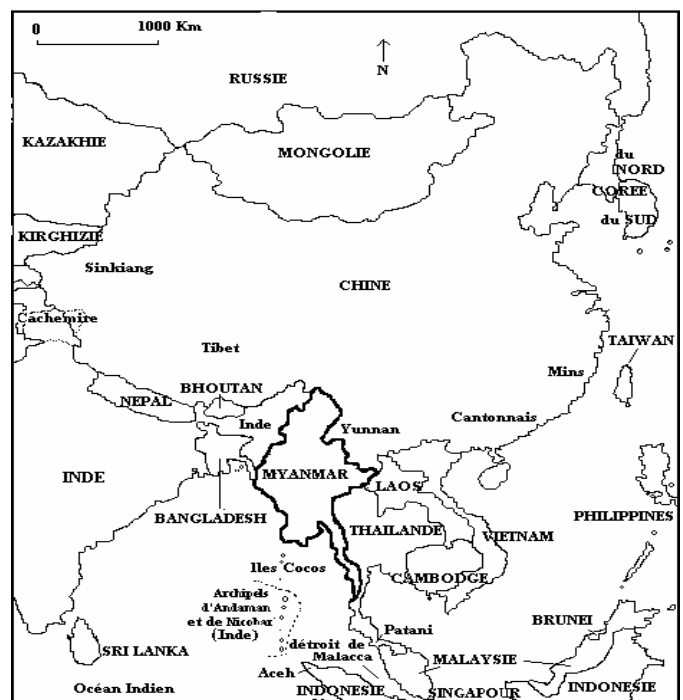 0 1000 Km
N
RUSSIE
KAZAKHIE
MONGOLIE
du
NORD
COREE
du SUD
KIRGHIZIE
Sinkiang
CHINE
Cachemire
TAIWAN
Tibet
Mins
BHOUTAN
NEPAL
Inde
Cantonnais
Yunnan
INDE
MYANMAR
LAOS
BANGLADESH
PHILIPPINES
THAILANDE
VIETNAM
Iles Cocos
CAMBODGE
Archipels
d'Andaman
et de Nicobar
(Inde)
BRUNEI
Patani
SRI LANKA
détroit de
Malacca
MALAYSIE
Aceh
Océan Indien
INDONESIE
SINGAPOUR
INDONESIE